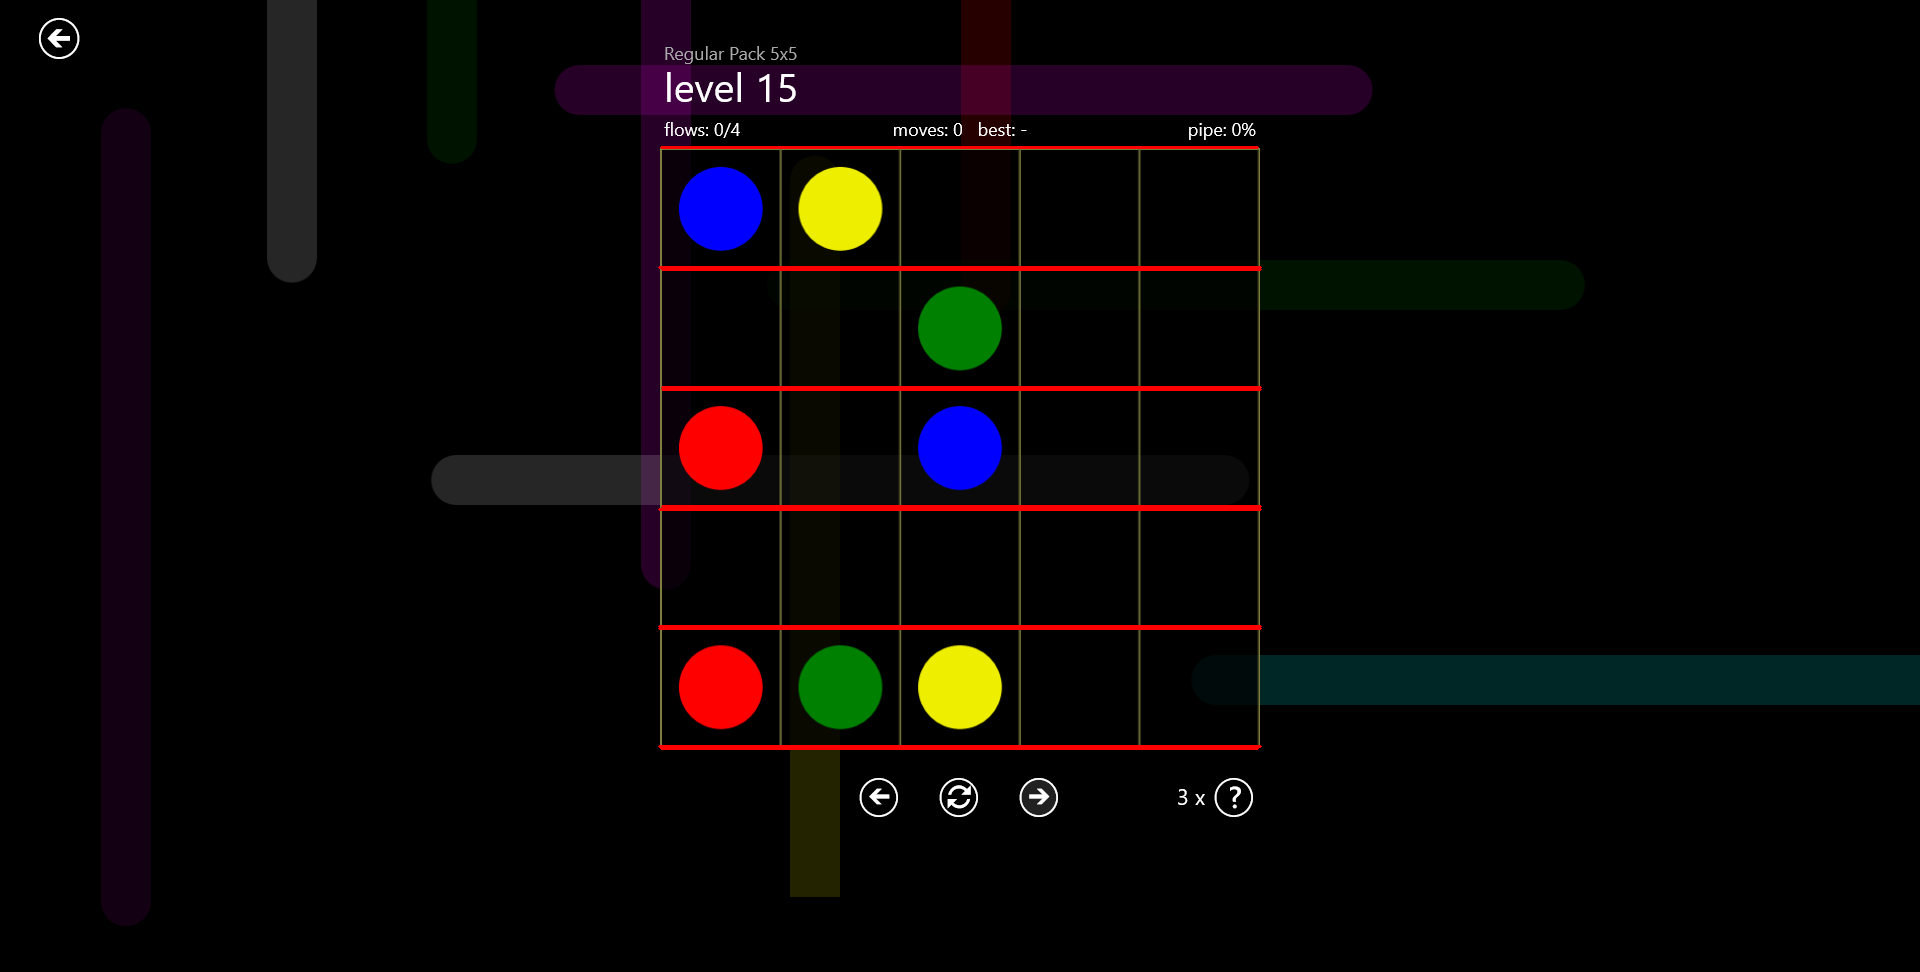 Regular Pack 5x5
level 15
flows: 0/4 moves: 0 best: - pipe: 0%
3 x ?